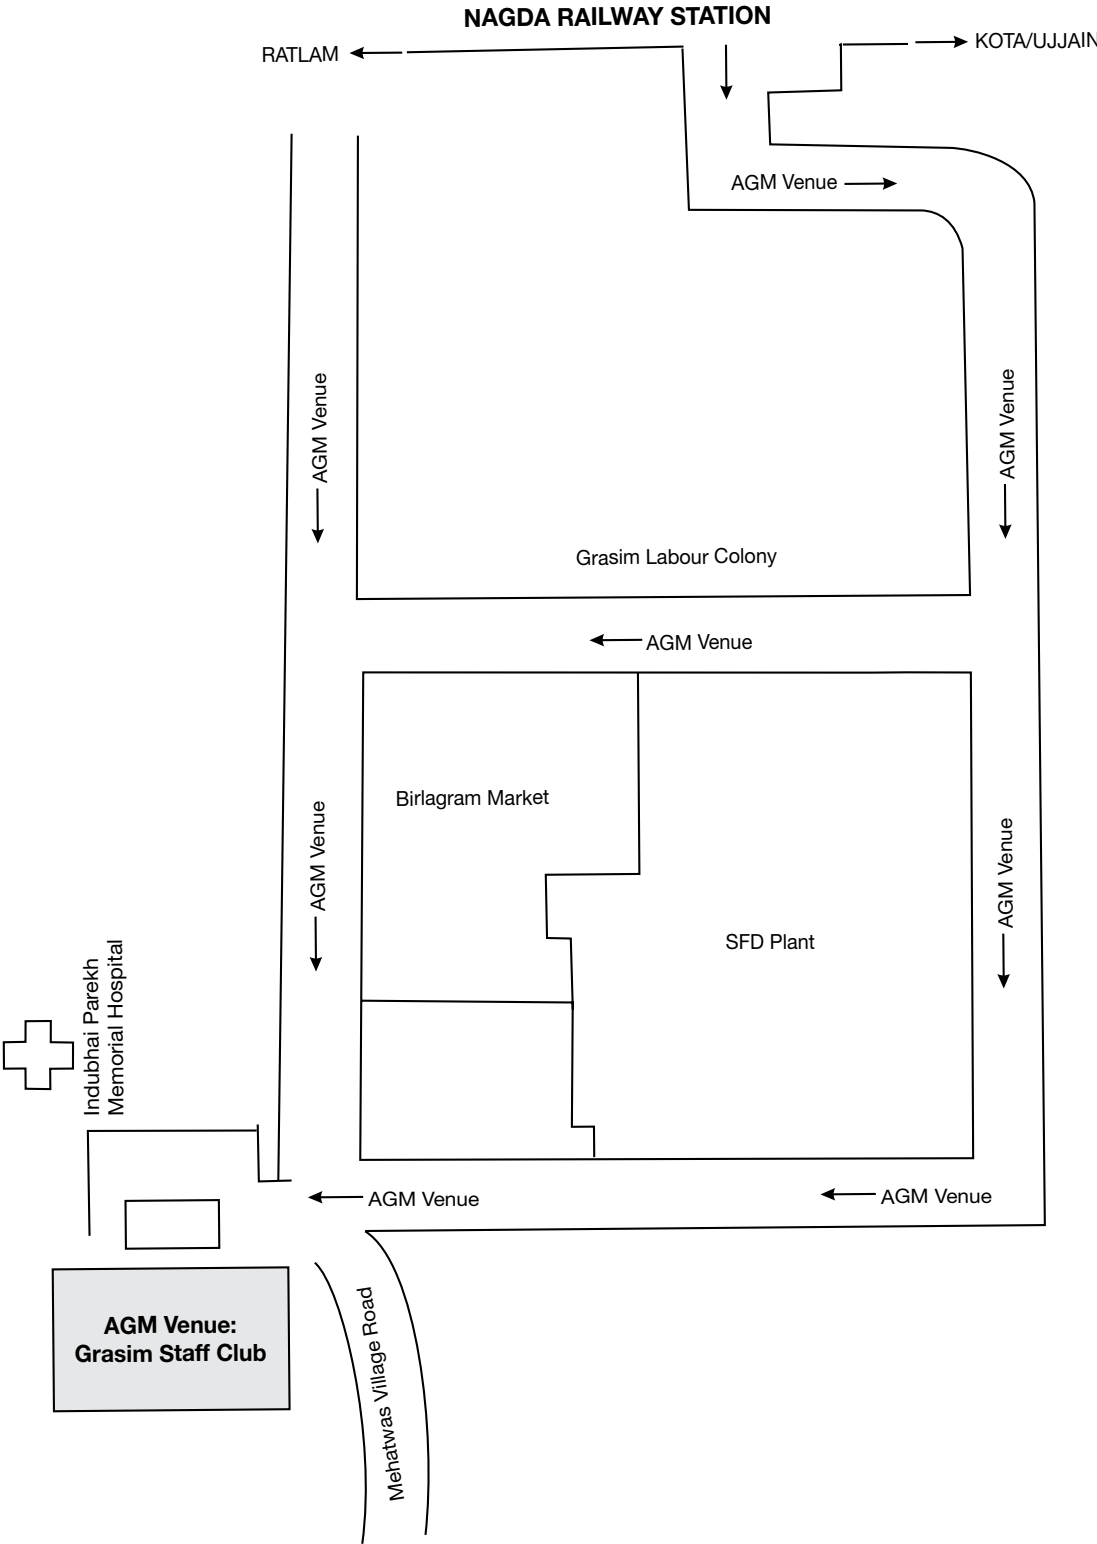 NAGDA RAILWAY STATION
RATLAM
KOTA/UJJAIN
AGM Venue
AGM Venue
AGM Venue
Grasim Labour Colony
AGM Venue
Birlagram Market
AGM Venue
AGM Venue
SFD Plant
Indubhai Parekh
Memorial Hospital
AGM Venue
AGM Venue
AGM Venue:
Grasim Staff Club
Mehatwas Village Road